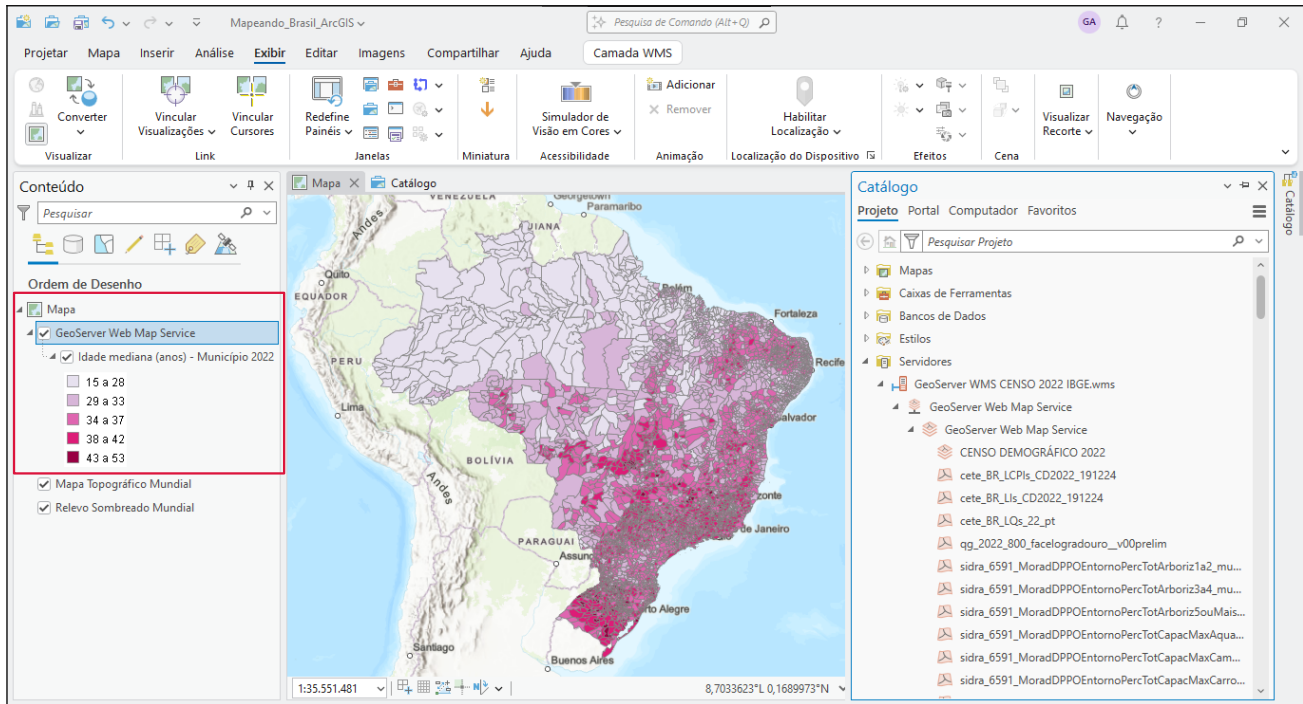 Mapeando_Brasil_ArcGIS
Pesquisa de Comando (Alt+Q)
GA
?
Projetar Mapa Inserir Análise Exibir Editar Imagens Compartilhar Ajuda Camada WMS
Converter
Vincular Visualizações
Vincular Cursores
Redefine Painéis
Simulador de Visão em Cores
Adicionar
Remover
Habilitar Localização
Visualizar Recorte
Navegação
Visualizar
Link
Janelas
Miniatura
Acessibilidade
Animação
Localização do Dispositivo
Efeitos
Cena
Conteúdo
Pesquisar
Ordem de Desenho
Mapa
GeoServer Web Map Service
Idade mediana (anos) - Município 2022
15 a 28
29 a 33
34 a 37
38 a 42
43 a 53
Mapa Topográfico Mundial
Relevo Sombreado Mundial
Mapa
Catálogo
VENEZUELA
Georgetown
Paramaribo
Andes
GUIANA
Quito
EQUADOR
Belém
Fortaleza
PERU
Recife
Lima
Salvador
BOLÍVIA
Andes
zonte
de Janeiro
PARAGUAI
Assunç
rto Alegre
Santiago
Buenos Aires
1:35.551.481
8,7033623°L 0,1689973°N
Catálogo
Projeto Portal Computador Favoritos
Pesquisar Projeto
Mapas
Caixas de Ferramentas
Bancos de Dados
Estilos
Servidores
GeoServer WMS CENSO 2022 IBGE.wms
GeoServer Web Map Service
GeoServer Web Map Service
CENSO DEMOGRÁFICO 2022
cete_BR_LCPIs_CD2022_191224
cete_BR_LIs_CD2022_191224
cete_BR_LQs_22_pt
qg_2022_800_facelogradouro__v00prelim
sidra_6591_MoradDPPOEntornoPercTotArboriz1a2_mu...
sidra_6591_MoradDPPOEntornoPercTotArboriz3a4_mu...
sidra_6591_MoradDPPOEntornoPercTotArboriz5ouMais...
sidra_6591_MoradDPPOEntornoPercTotCapacMaxAqua...
sidra_6591_MoradDPPOEntornoPercTotCapacMaxCam...
sidra_6591_MoradDPPOEntornoPercTotCapacMaxCarro...
Catálogo